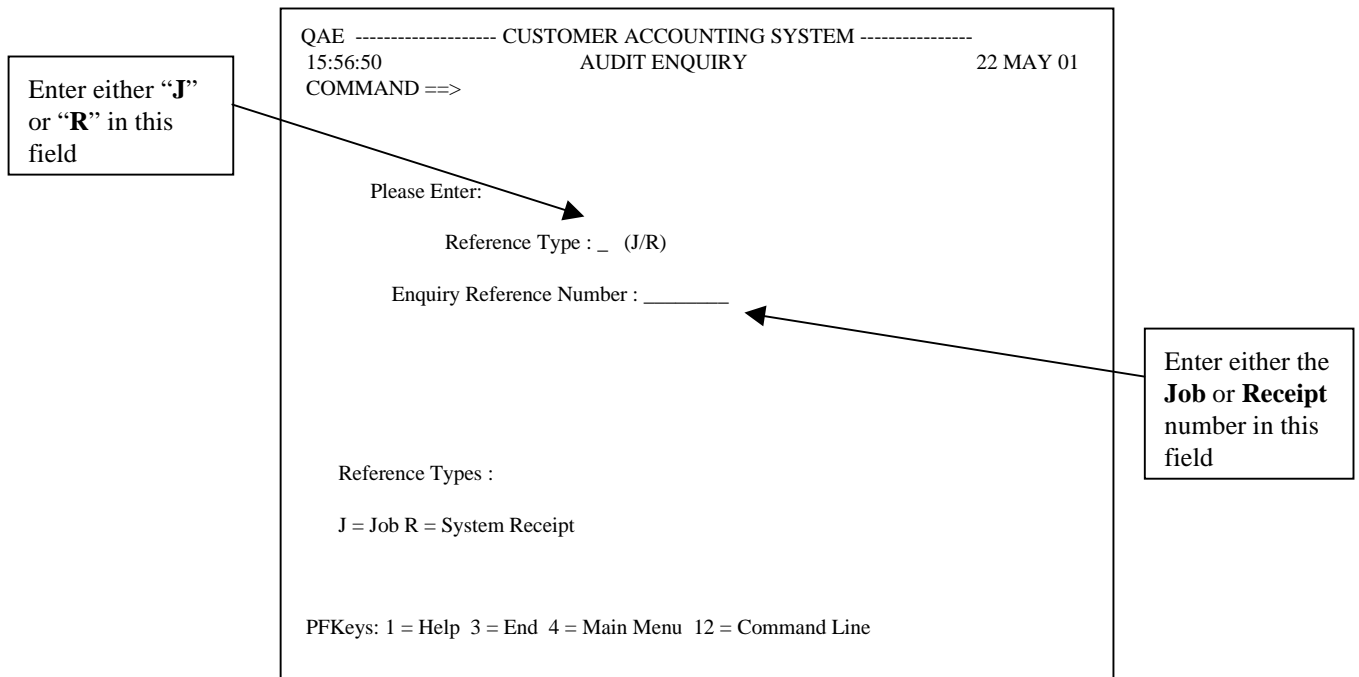 QAE -------------------- CUSTOMER ACCOUNTING SYSTEM ----------------
15:56:50 AUDIT ENQUIRY 22 MAY 01
COMMAND ==>
Enter either “J”
or “R” in this
field
Please Enter:
Reference Type : _ (J/R)
Enquiry Reference Number : ________
Enter either the
Job or Receipt
number in this
field
Reference Types :
J = Job R = System Receipt
PFKeys: 1 = Help 3 = End 4 = Main Menu 12 = Command Line